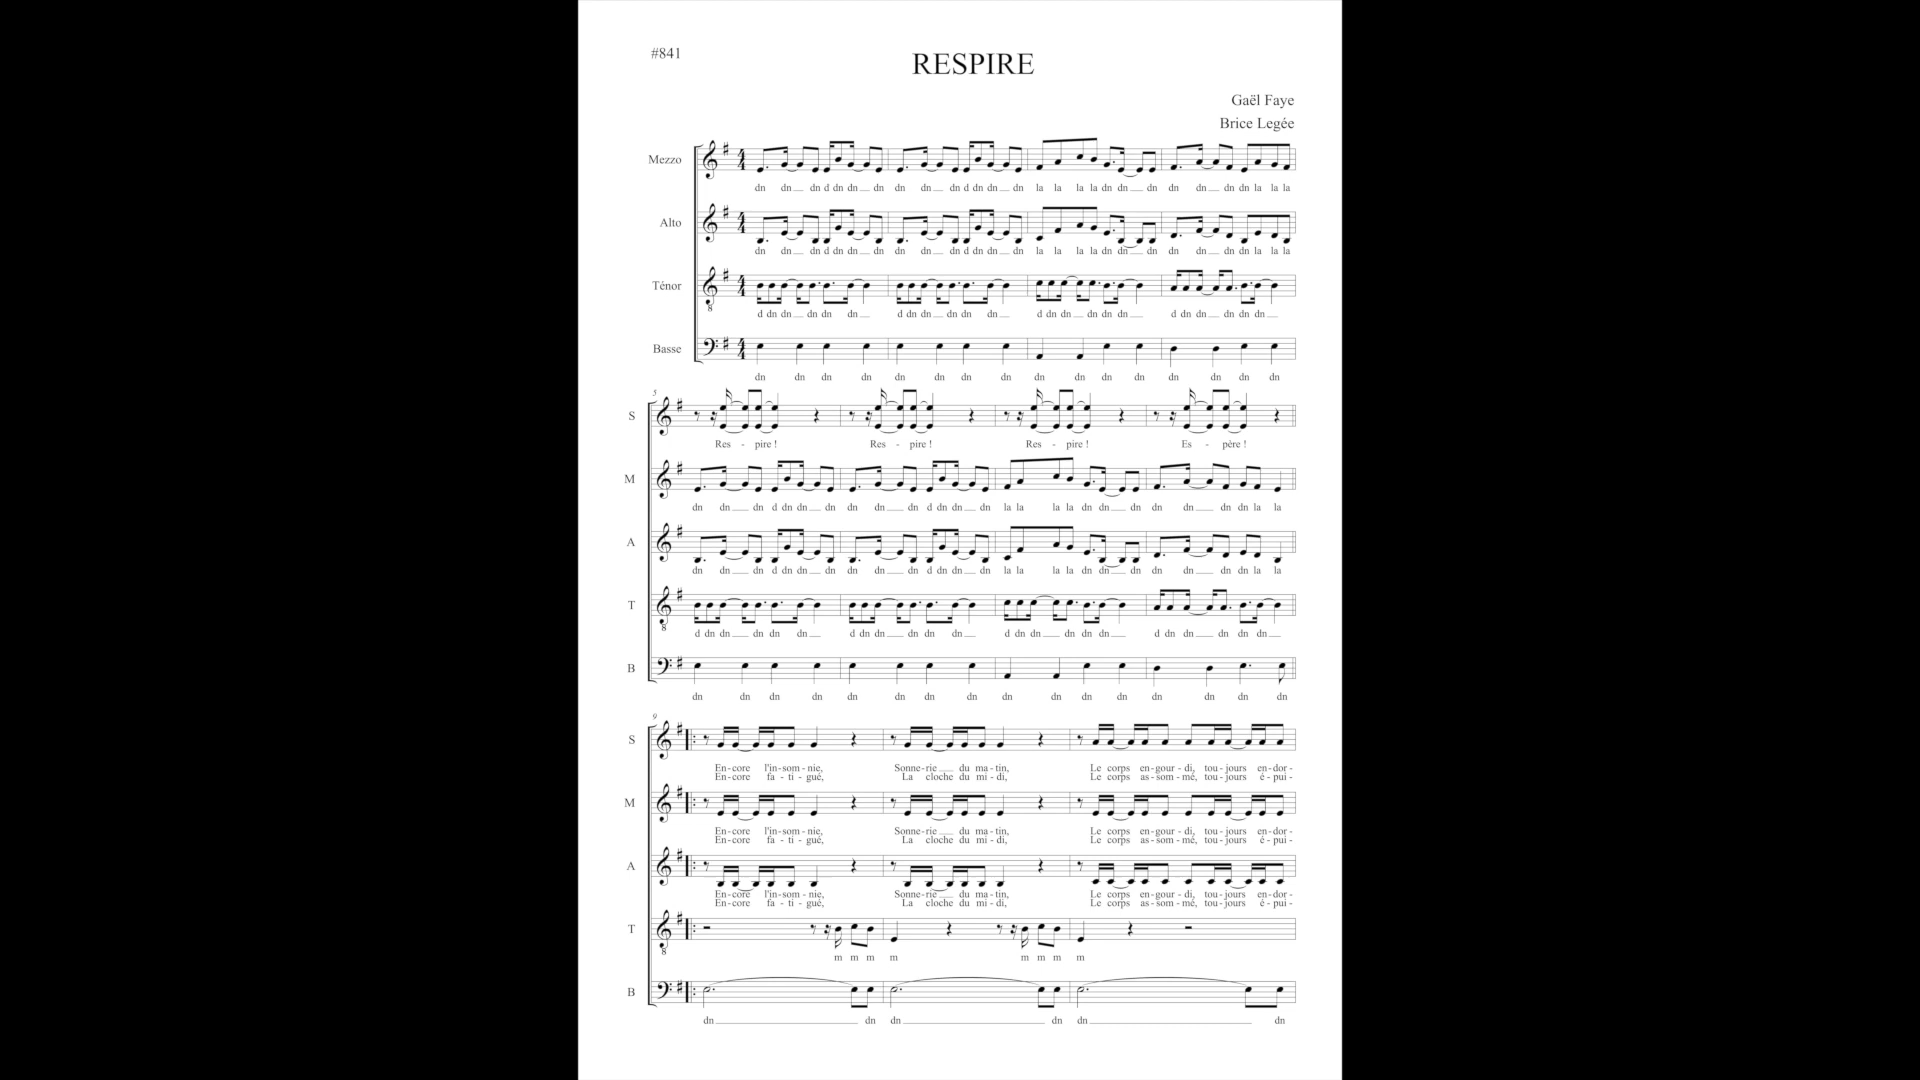 #841
RESPIRE
Gaël Faye
Brice Legée
Mezzo
dn dn dn d dn dn dn dn dn dn d dn dn dn la la la la dn dn dn dn dn dn dn la la la
Alto
dn dn dn d dn dn dn dn dn dn d dn dn dn la la la la dn dn dn dn dn dn dn la la la
Ténor
8
d dn dn dn dn dn d dn dn dn dn dn d dn dn dn dn dn d dn dn dn dn dn
Basse
dn dn dn dn dn dn dn dn dn dn dn dn dn dn dn dn
5
S
Res - pire ! Res - pire ! Res - pire ! Es - père !
M
dn dn dn d dn dn dn dn dn dn d dn dn dn la la la la dn dn dn dn dn dn dn la la
A
dn dn dn d dn dn dn dn dn dn d dn dn dn la la la la dn dn dn dn dn dn dn la la
T
8
d dn dn dn dn dn d dn dn dn dn dn d dn dn dn dn dn d dn dn dn dn dn
B
dn dn dn dn dn dn dn dn dn dn dn dn dn dn dn dn
9
S
En-core l'in-som-nie, Sonne-rie du ma-tin, Le corps en-gour-di, tou-jours en-dor-
En-core fa-ti-gué, La cloche du mi-di, Le corps as-som-mé, tou-jours é-pui-
M
En-core l'in-som-nie, Sonne-rie du ma-tin, Le corps en-gour-di, tou-jours en-dor-
En-core fa-ti-gué, La cloche du mi-di, Le corps as-som-mé, tou-jours é-pui-
A
En-core l'in-som-nie, Sonne-rie du ma-tin, Le corps en-gour-di, tou-jours en-dor-
En-core fa-ti-gué, La cloche du mi-di, Le corps as-som-mé, tou-jours é-pui-
T
8
m m m m m m m m
B
dn dn dn dn dn dn